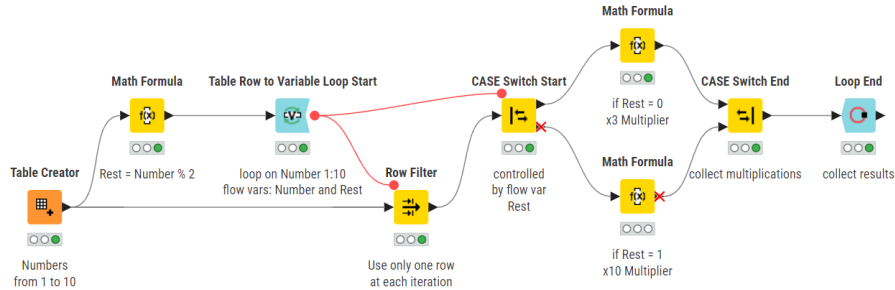 Math Formula
f(x)
if Rest = 0
x3 Multiplier
Math Formula
f(x)
Rest = Number % 2
Table Row to Variable Loop Start
V
loop on Number 1:10
flow vars: Number and Rest
CASE Switch Start
controlled
by flow var
Rest
CASE Switch End
collect multiplications
Loop End
collect results
Table Creator
Numbers
from 1 to 10
Row Filter
Use only one row
at each iteration
Math Formula
f(x)
if Rest = 1
x10 Multiplier